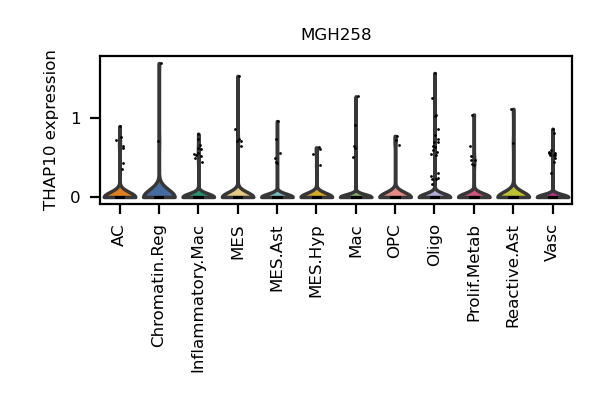 MGH258
THAP10 expression
1
0
AC
Chromatin.Reg
Inflammatory.Mac
MES
MES.Ast
MES.Hyp
Mac
OPC
Oligo
Prolif.Metab
Reactive.Ast
Vasc